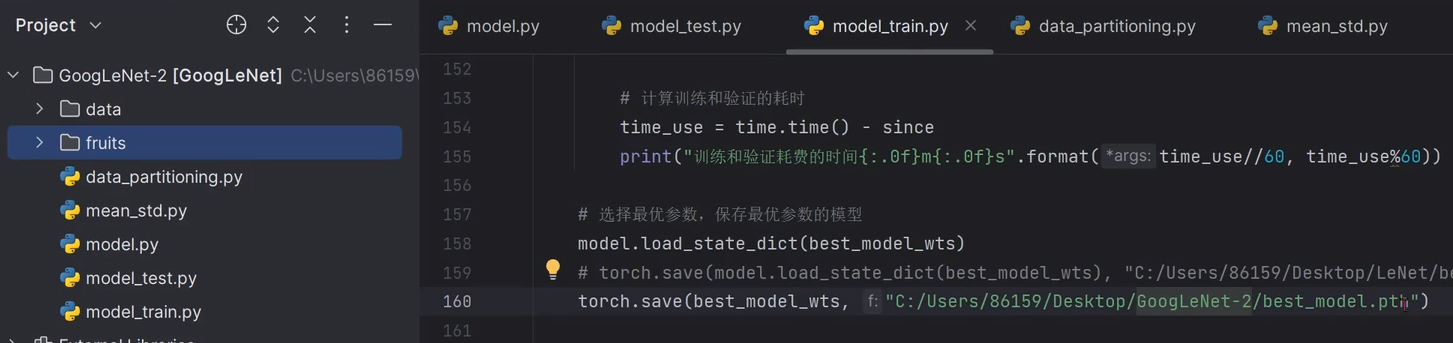 Project
model.py
model_test.py
model_train.py
data_partitioning.py
mean_std.py
GoogLeNet-2 [GoogLeNet] C:\Users\86159\
data
fruits
data_partitioning.py
mean_std.py
model.py
model_test.py
model_train.py
External Libraries
152
153 # 计算训练和验证的耗时
154 time_use = time.time() - since
155 print("训练和验证耗费的时间{:.0f}m{:.0f}s".format( *args: time_use//60, time_use%60))
156
157 # 选择最优参数，保存最优参数的模型
158 model.load_state_dict(best_model_wts)
159 # torch.save(model.load_state_dict(best_model_wts), "C:/Users/86159/Desktop/LeNet/be
160 torch.save(best_model_wts, f: "C:/Users/86159/Desktop/GoogLeNet-2/best_model.pth")
161